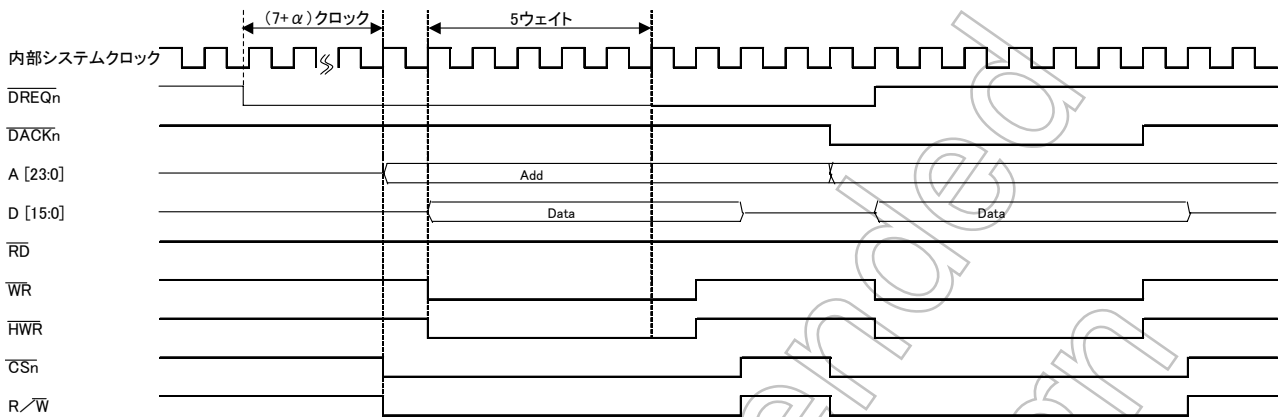 (7+α)クロック
5ウェイト
内部システムクロック
DREQn
DACKn
A [23:0]
Add
D [15:0]
Data
Data
RD
WR
HWR
CSn
R／W